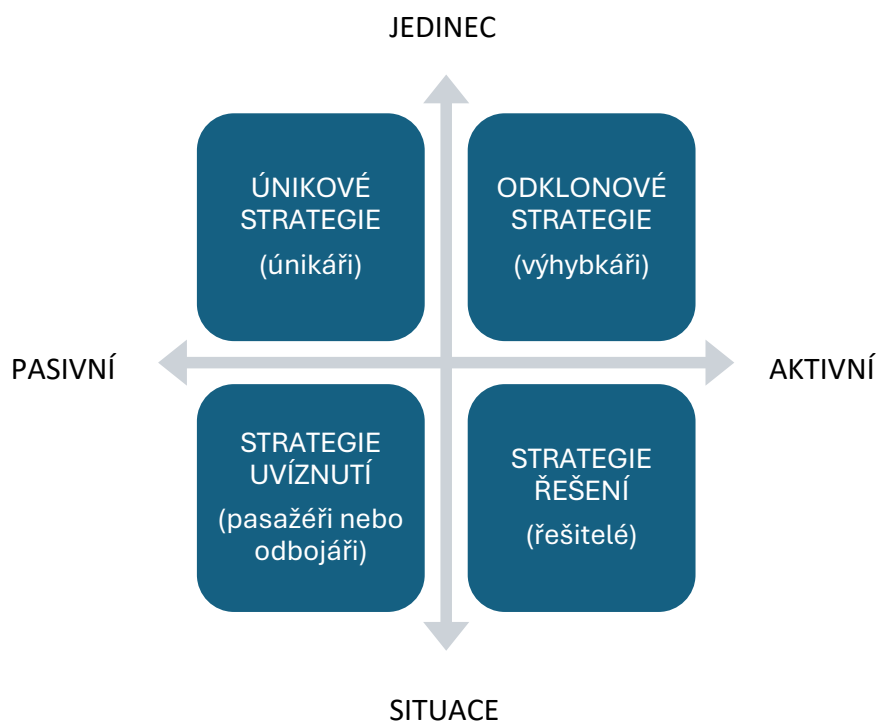 JEDINEC
ÚNIKOVÉ
STRATEGIE
(únikáři)
ODKLONOVÉ
STRATEGIE
(výhybkáři)
PASIVNÍ
AKTIVNÍ
STRATEGIE
UVÍZNUTÍ
(pasažéři nebo
odbojáři)
STRATEGIE
ŘEŠENÍ
(řešitelé)
SITUACE